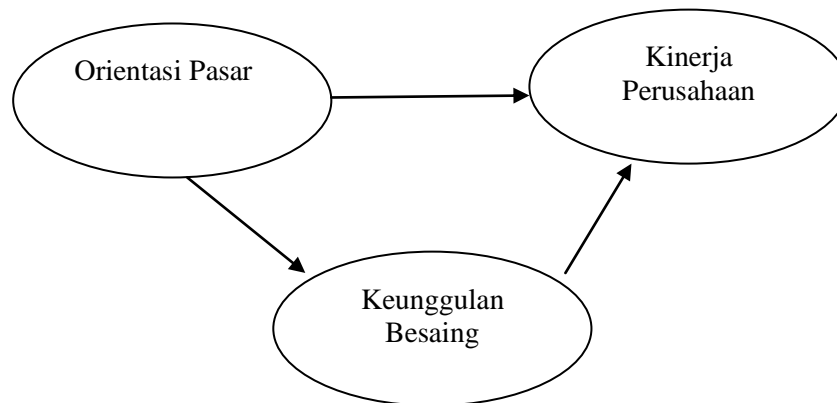 Orientasi Pasar
Kinerja
Perusahaan
Keunggulan
Besaing